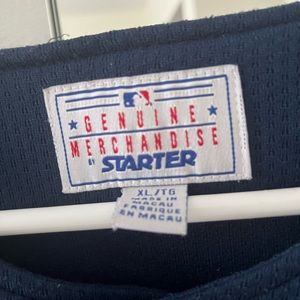 GENUINE
MERCHANDISE
BY STARTER
XL/TG
MADE IN
MACAU
FABRIQUE
EN MACAU